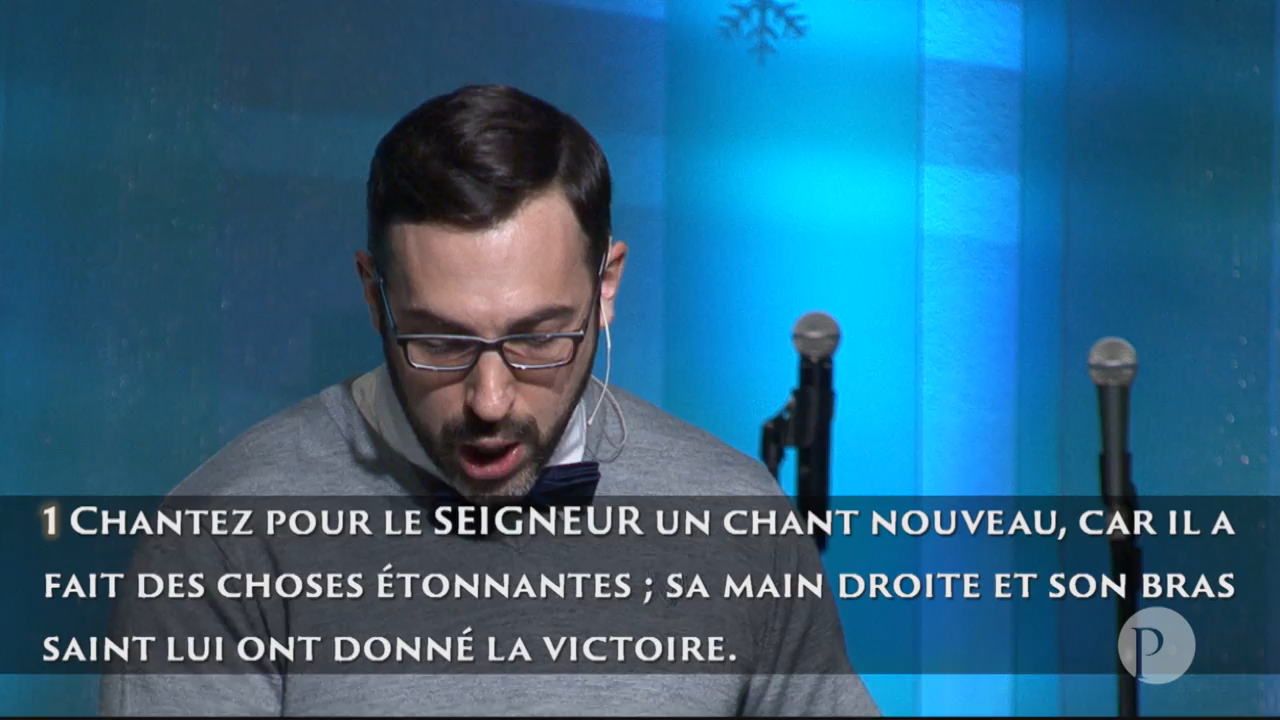 1 CHANTEZ POUR LE SEIGNEUR UN CHANT NOUVEAU, CAR IL A
FAIT DES CHOSES ÉTONNANTES ; SA MAIN DROITE ET SON BRAS
SAINT LUI ONT DONNÉ LA VICTOIRE.
P